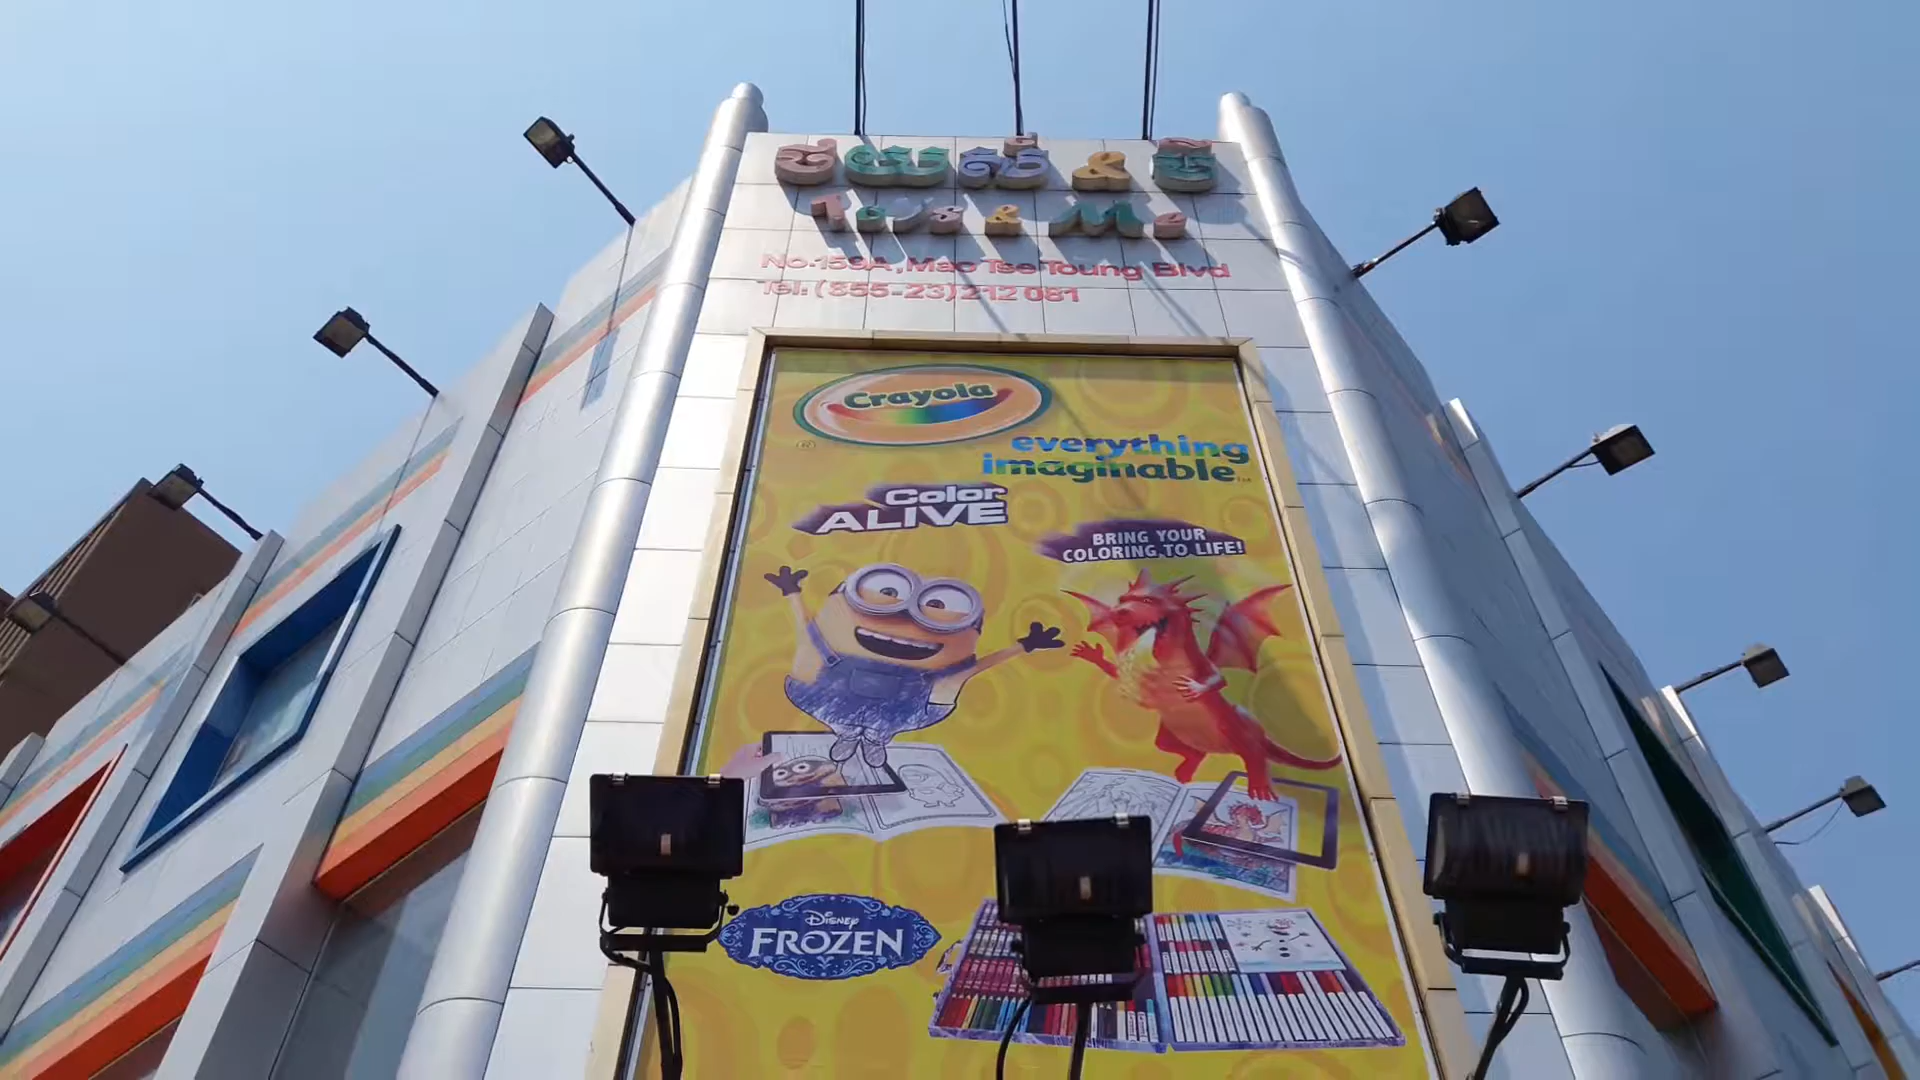 Toys & Me
No.159A, Mao Tse Toung Blvd
Tel. (855-23) 212 081
Crayola
®
everything
imaginable™
Color
ALIVE
BRING YOUR
COLORING TO LIFE!
Disney
FROZEN